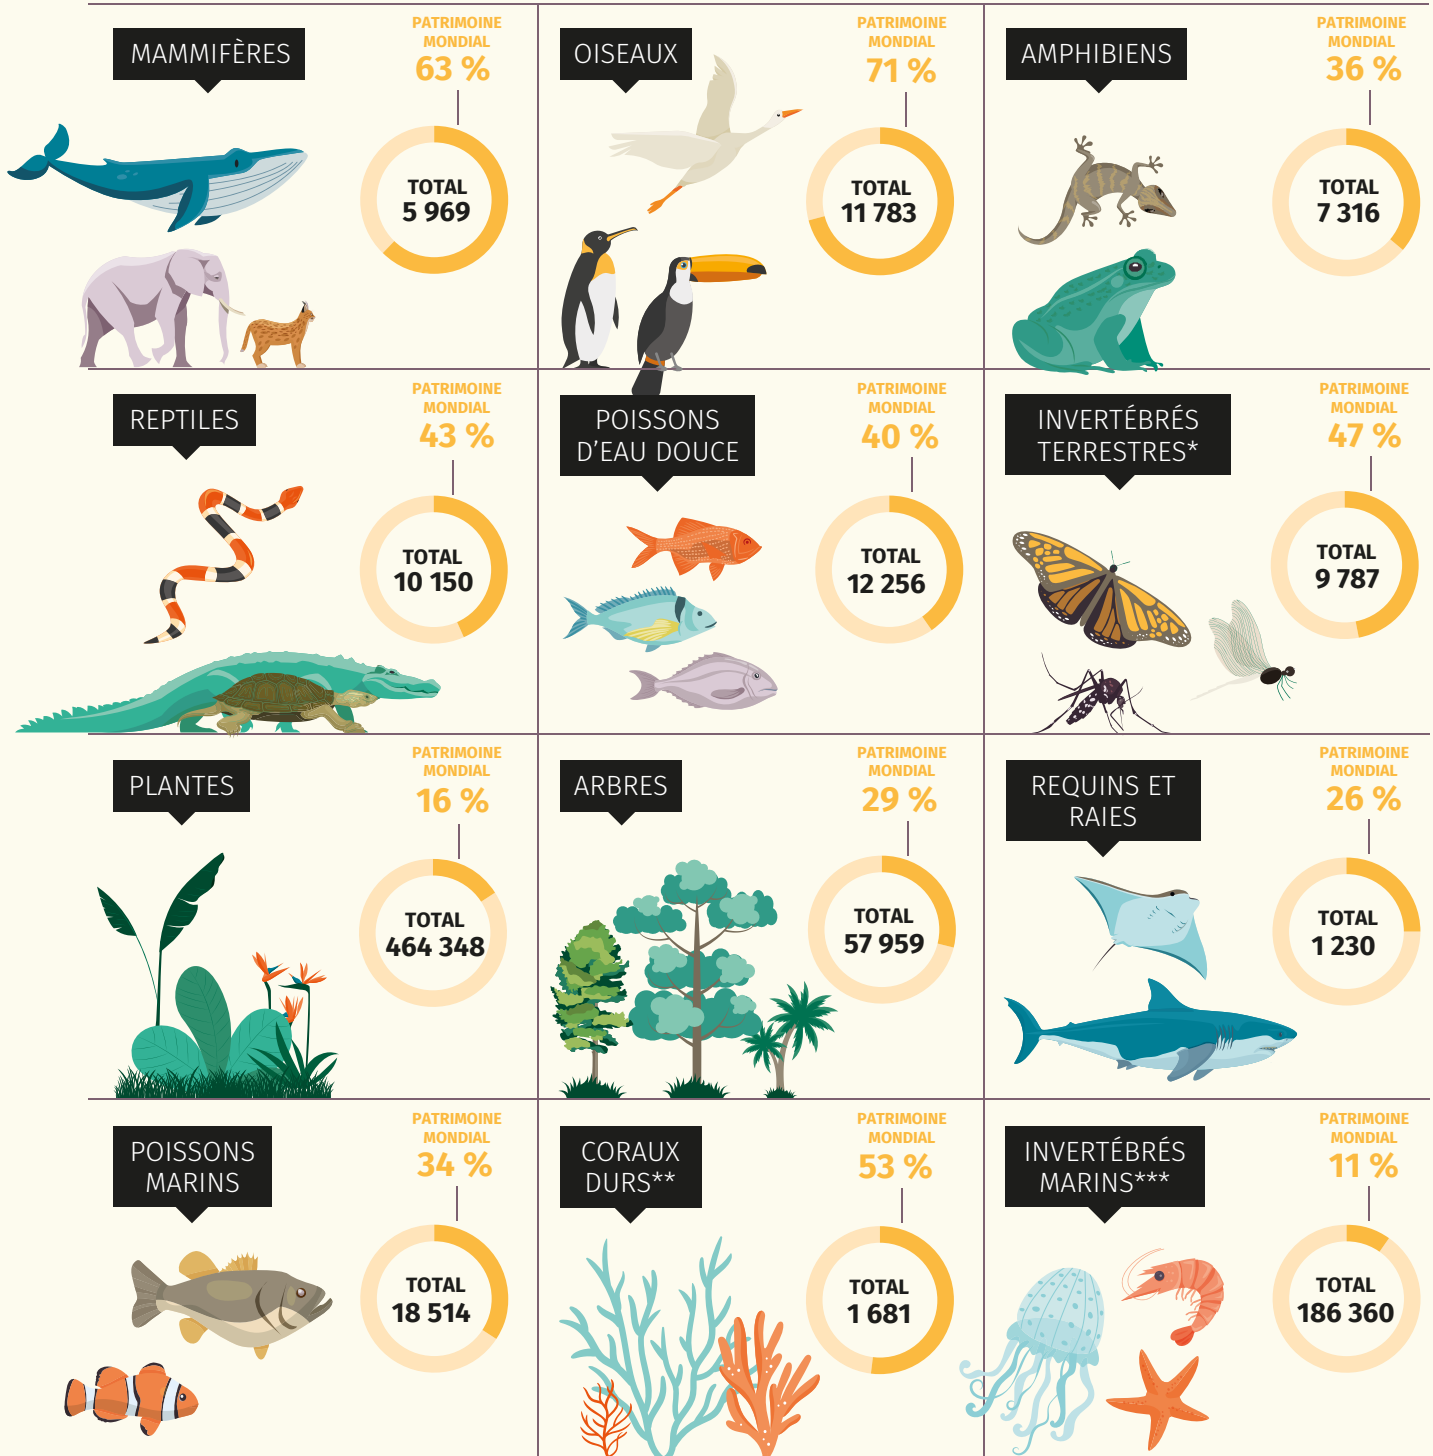 MAMMIFÈRES
PATRIMOINE
MONDIAL
63 %
TOTAL
5 969
OISEAUX
PATRIMOINE
MONDIAL
71 %
TOTAL
11 783
AMPHIBIENS
PATRIMOINE
MONDIAL
36 %
TOTAL
7 316
REPTILES
PATRIMOINE
MONDIAL
43 %
TOTAL
10 150
POISSONS
D'EAU DOUCE
PATRIMOINE
MONDIAL
40 %
TOTAL
12 256
INVERTÉBRÉS
TERRESTRES*
PATRIMOINE
MONDIAL
47 %
TOTAL
9 787
PLANTES
PATRIMOINE
MONDIAL
16 %
TOTAL
464 348
ARBRES
PATRIMOINE
MONDIAL
29 %
TOTAL
57 959
REQUINS ET
RAIES
PATRIMOINE
MONDIAL
26 %
TOTAL
1 230
POISSONS
MARINS
PATRIMOINE
MONDIAL
34 %
TOTAL
18 514
CORAUX
DURS**
PATRIMOINE
MONDIAL
53 %
TOTAL
1 681
INVERTÉBRÉS
MARINS***
PATRIMOINE
MONDIAL
11 %
TOTAL
186 360